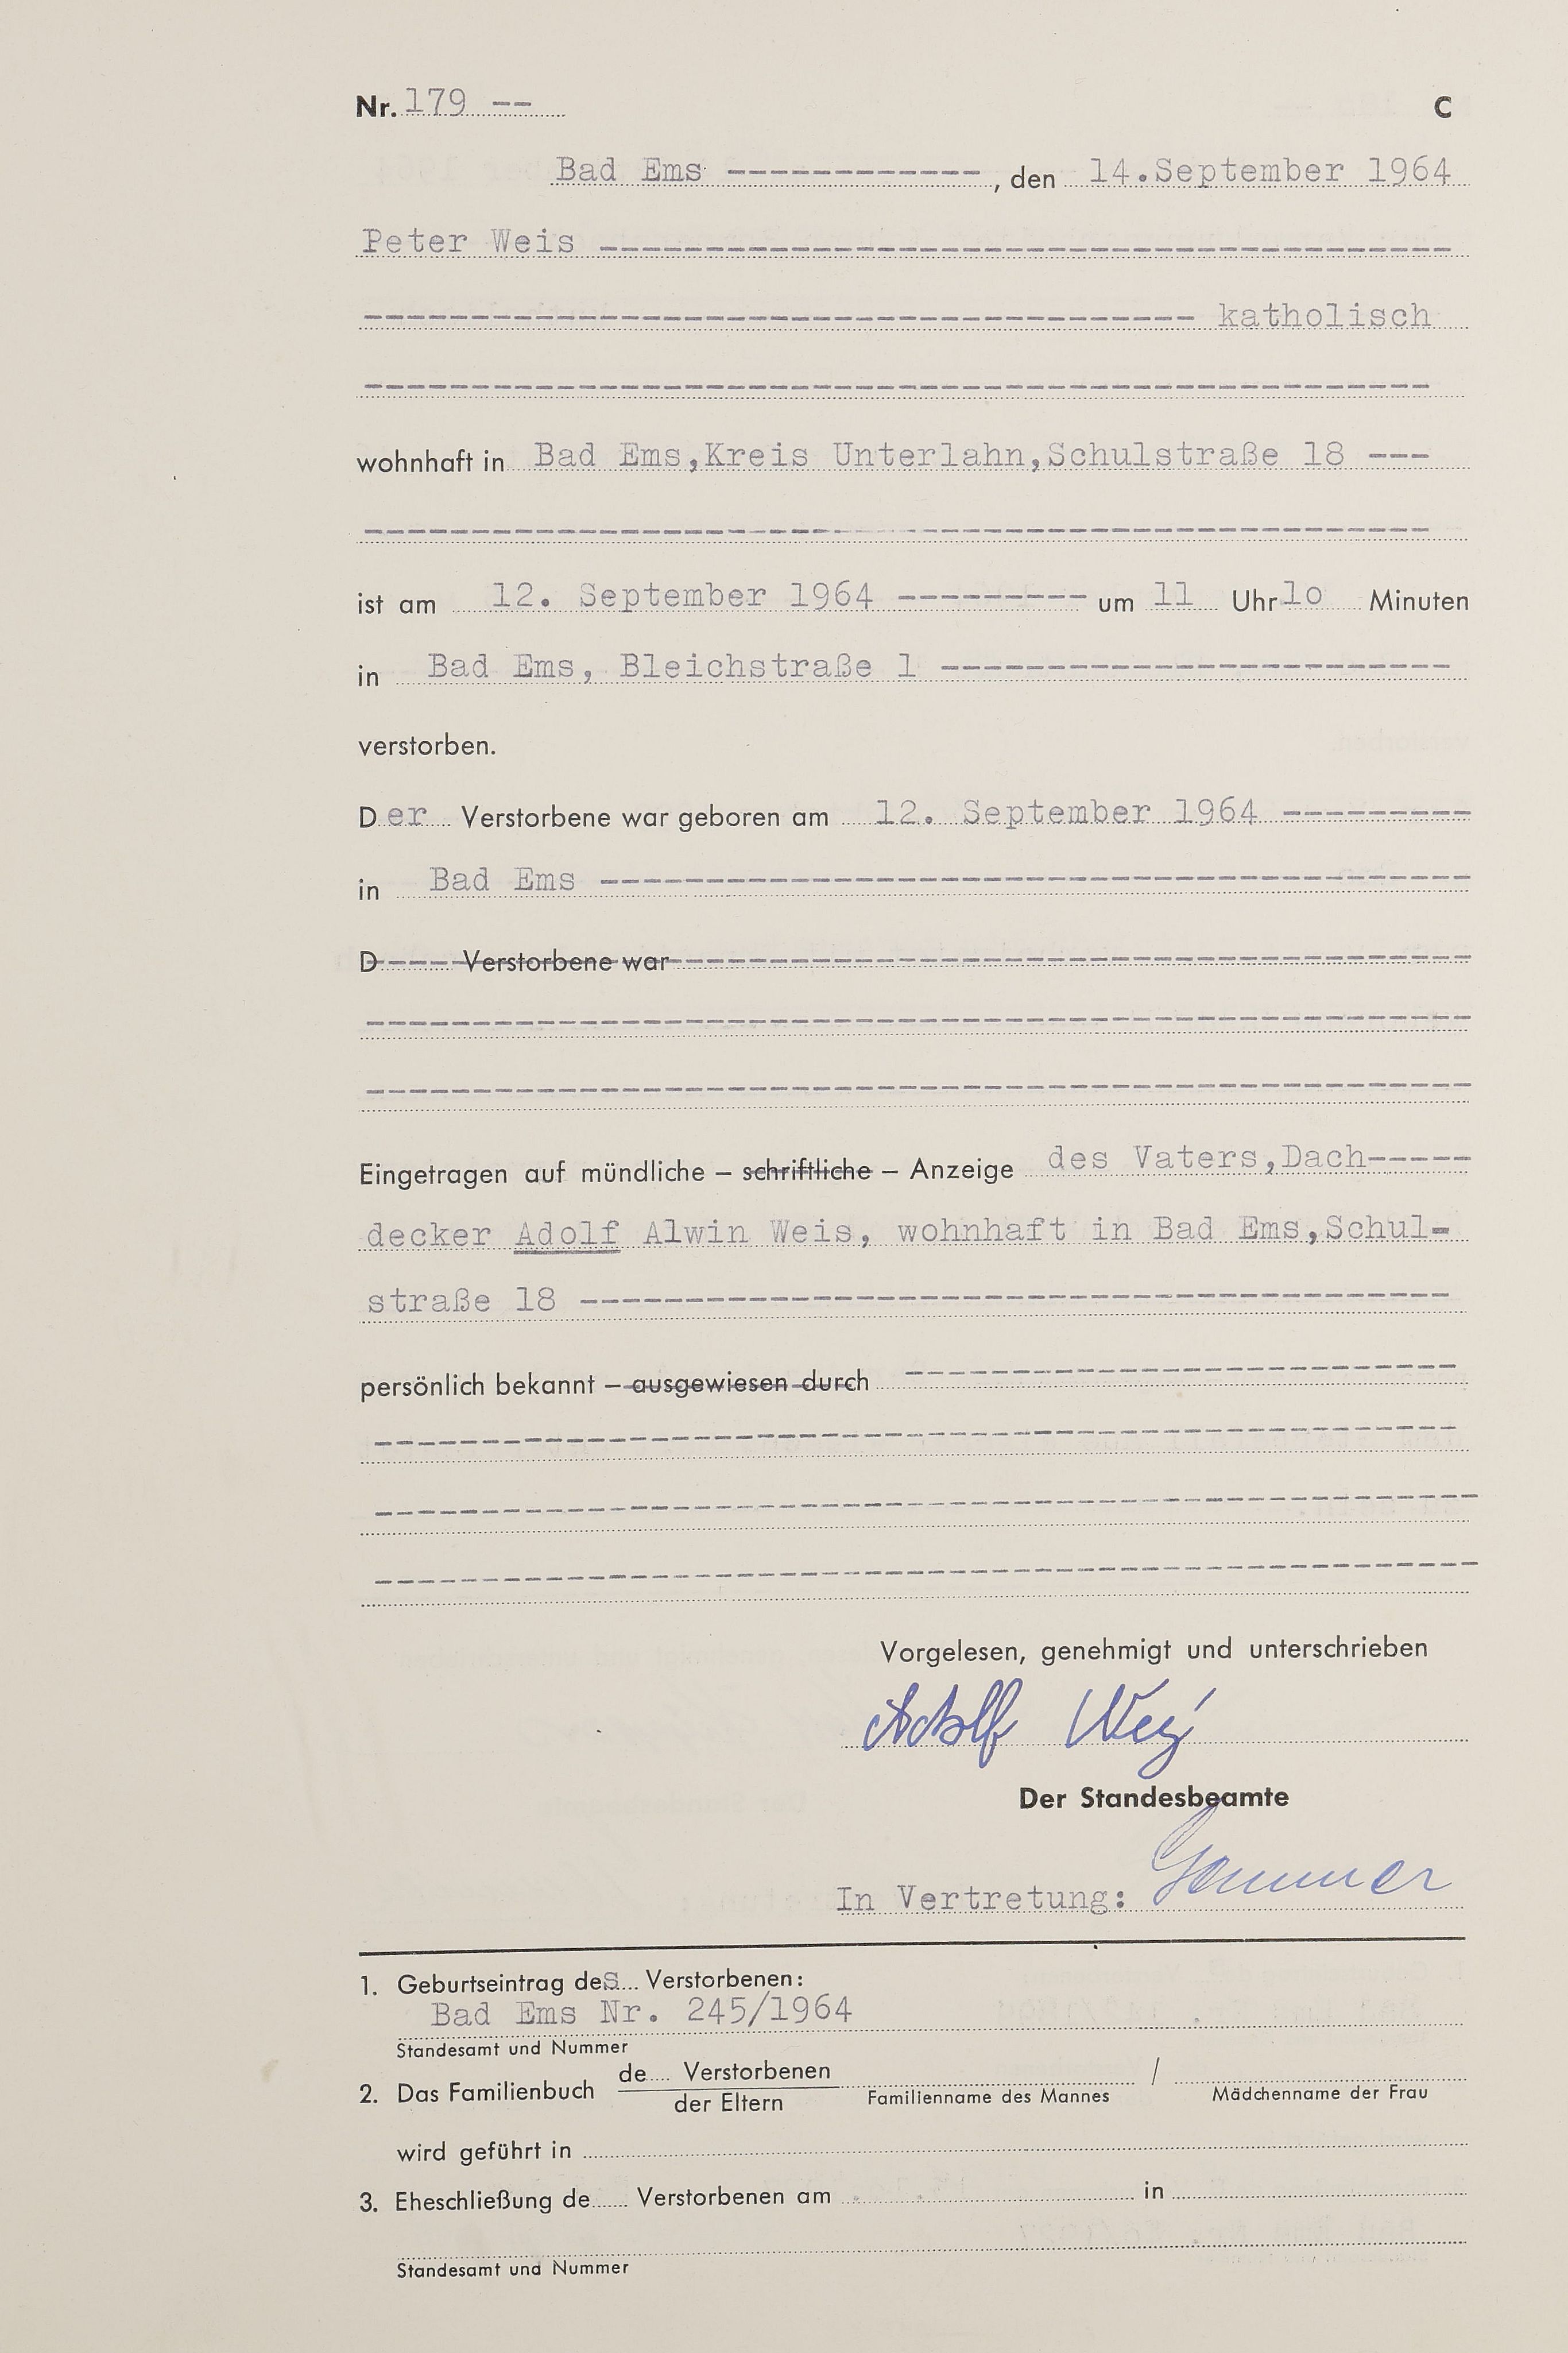 Nr. 179 -- C
Bad Ems ------------, den 14.September 1964
Peter Weis ----------------------------------------
--------------------------------------- katholisch
--------------------------------------------------
wohnhaft in Bad Ems,Kreis Unterlahn,Schulstraße 18 ---
--------------------------------------------------
ist am 12. September 1964 --------- um 11 Uhr 1o Minuten
in Bad Ems, Bleichstraße 1 ------------------------
verstorben.
Der Verstorbene war geboren am 12. September 1964 ---------
in Bad Ems -----------------------------------------
D---- Verstorbene war--------------------------------------
----------------------------------------------------
----------------------------------------------------
Eingetragen auf mündliche – schriftliche – Anzeige des Vaters,Dach-----
decker Adolf Alwin Weis, wohnhaft in Bad Ems,Schul-
straße 18 -----------------------------------------
persönlich bekannt – ausgewiesen durch --------------------------
---------------------------------------------------
----------------------------------------------------
----------------------------------------------------
Vorgelesen, genehmigt und unterschrieben
Adolf Weis
Der Standesbeamte
In Vertretung: Sommer
1. Geburtseintrag des Verstorbenen:
Bad Ems Nr. 245/1964
Standesamt und Nummer
2. Das Familienbuch de.... Verstorbenen /
der Eltern Familienname des Mannes Mädchenname der Frau
wird geführt in
3. Eheschließung de...... Verstorbenen am in
Standesamt und Nummer